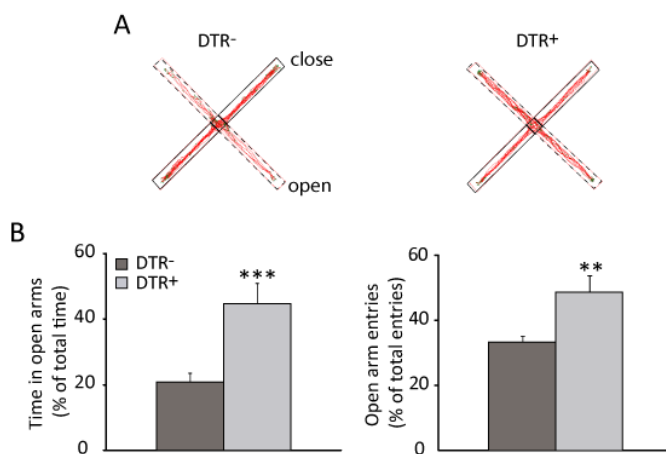 A
DTR-
DTR+
close
open
B
Time in open arms
(% of total time)
60
40
20
0
DTR-
DTR+
***
Open arm entries
(% of total entries)
60
40
20
0
**